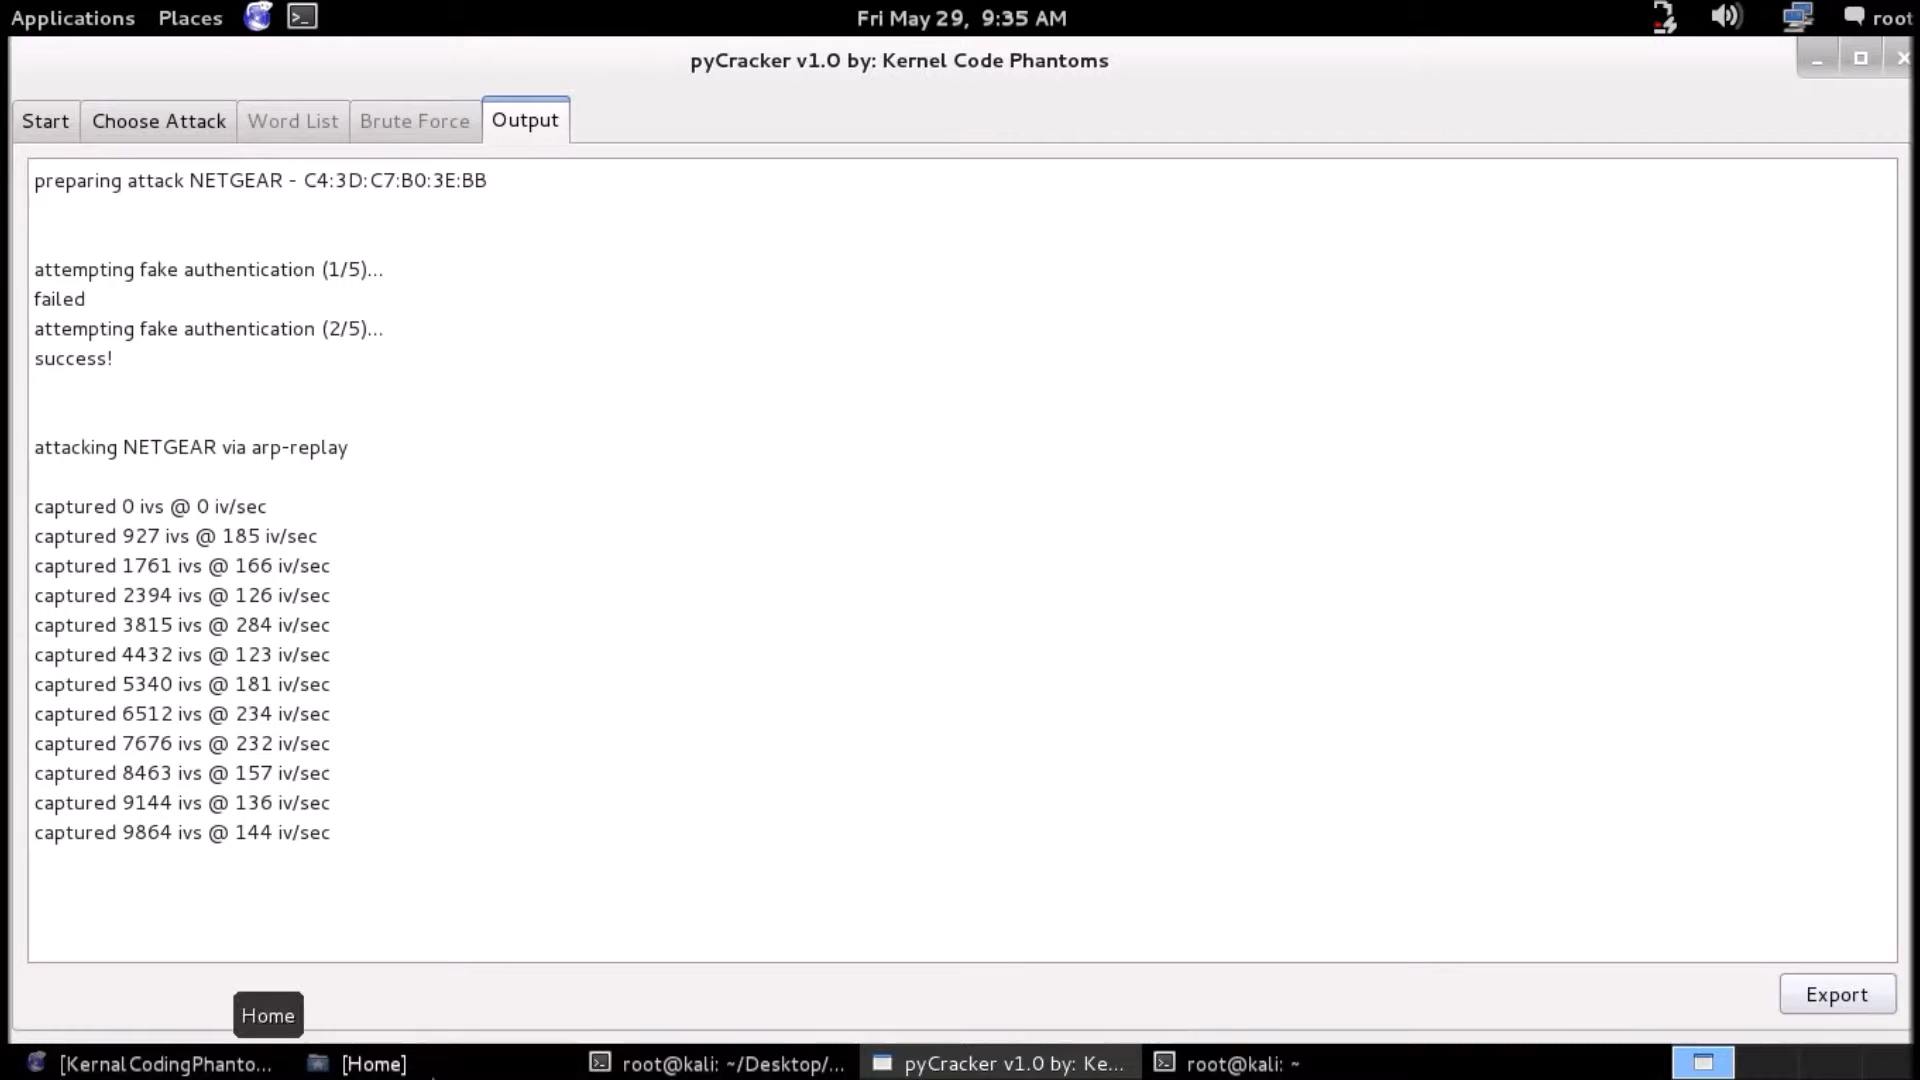 Applications Places Fri May 29, 9:35 AM root
pyCracker v1.0 by: Kernel Code Phantoms
Start Choose Attack Word List Brute Force Output
preparing attack NETGEAR - C4:3D:C7:B0:3E:BB
attempting fake authentication (1/5)...
failed
attempting fake authentication (2/5)...
success!
attacking NETGEAR via arp-replay
captured 0 ivs @ 0 iv/sec
captured 927 ivs @ 185 iv/sec
captured 1761 ivs @ 166 iv/sec
captured 2394 ivs @ 126 iv/sec
captured 3815 ivs @ 284 iv/sec
captured 4432 ivs @ 123 iv/sec
captured 5340 ivs @ 181 iv/sec
captured 6512 ivs @ 234 iv/sec
captured 7676 ivs @ 232 iv/sec
captured 8463 ivs @ 157 iv/sec
captured 9144 ivs @ 136 iv/sec
captured 9864 ivs @ 144 iv/sec
Export
Home
[KernalCodingPhanto... [Home] root@kali: ~/Desktop/... pyCracker v1.0 by: Ke... root@kali: ~